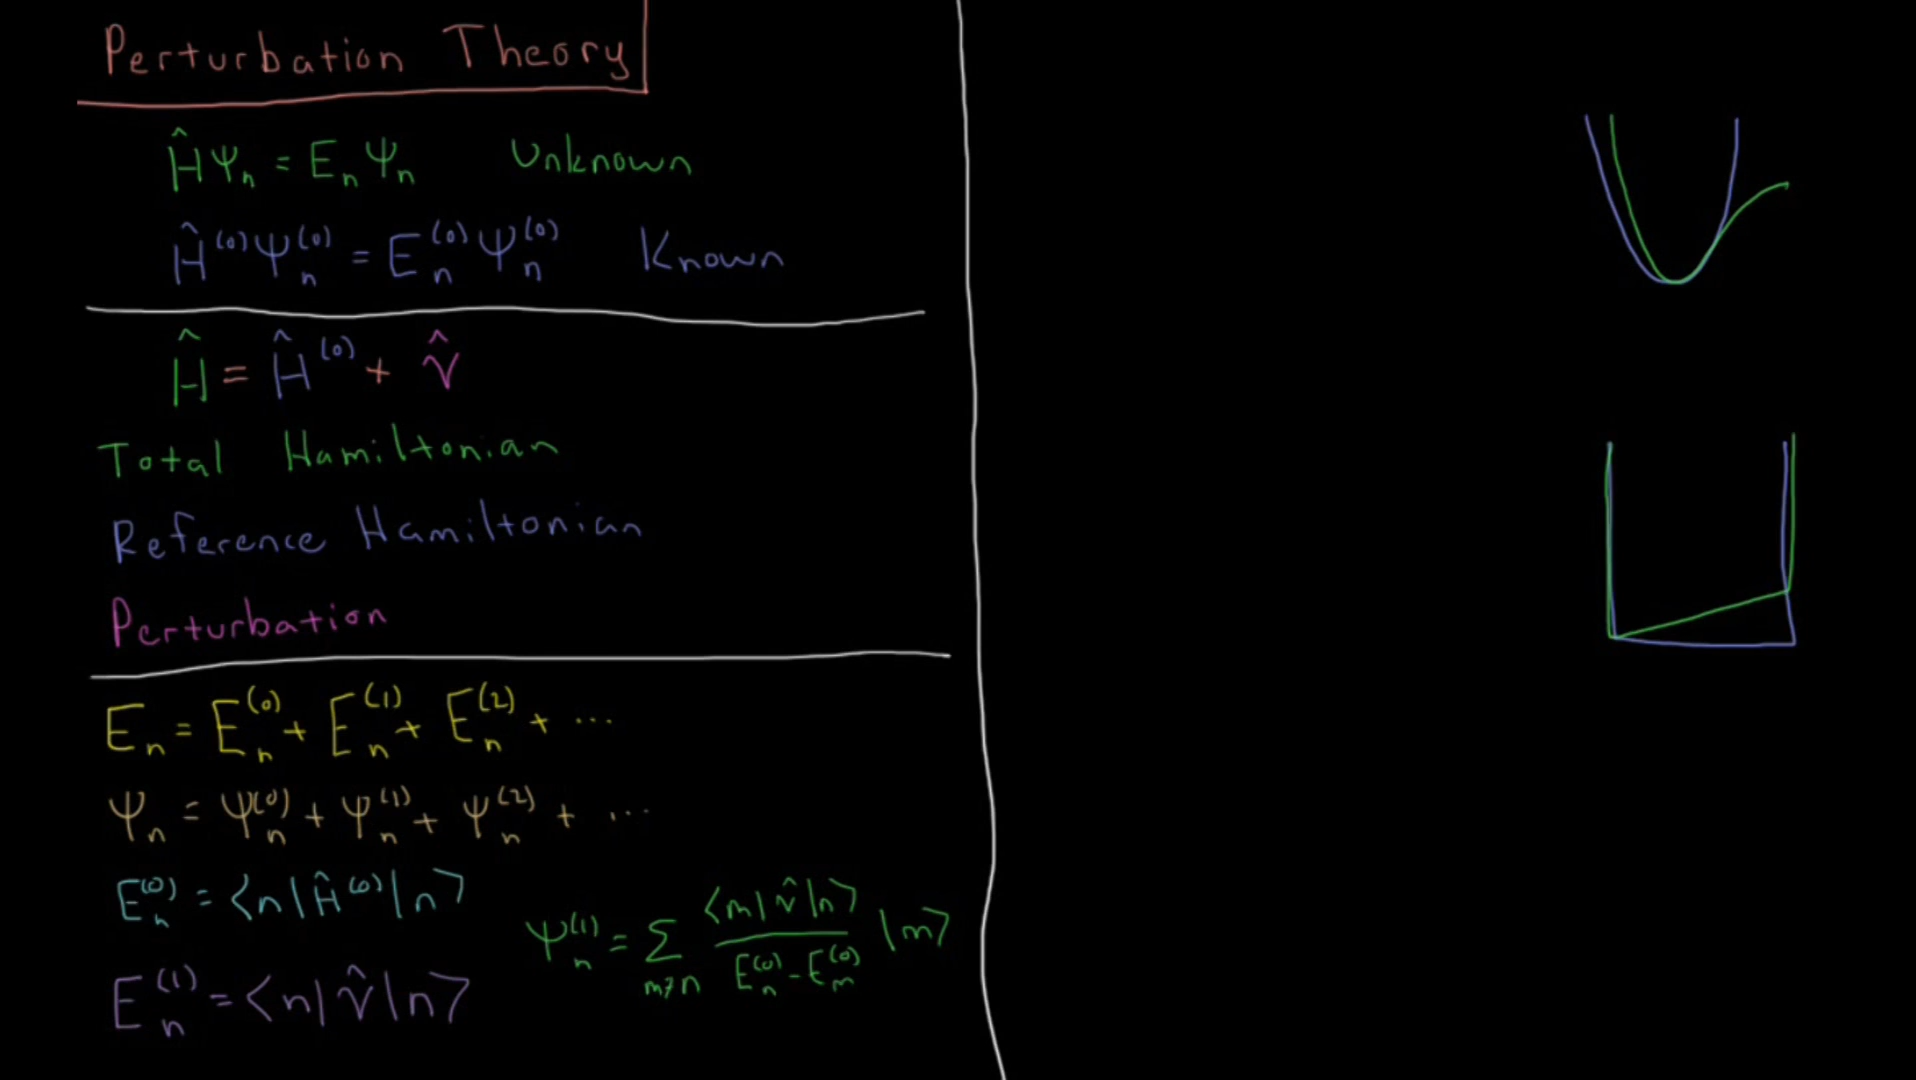 Perturbation Theory
Ĥψₙ = Eₙψₙ Unknown
Ĥ⁽⁰⁾ψₙ⁽⁰⁾ = Eₙ⁽⁰⁾ψₙ⁽⁰⁾ Known
Ĥ = Ĥ⁽⁰⁾ + V̂
Total Hamiltonian
Reference Hamiltonian
Perturbation
Eₙ = Eₙ⁽⁰⁾ + Eₙ⁽¹⁾ + Eₙ⁽²⁾ + ...
ψₙ = ψₙ⁽⁰⁾ + ψₙ⁽¹⁾ + ψₙ⁽²⁾ + ...
Eₙ⁽⁰⁾ = ⟨n|Ĥ⁽⁰⁾|n⟩
Eₙ⁽¹⁾ = ⟨n|V̂|n⟩
ψₙ⁽¹⁾ = Σ_{m≠n} ⟨m|V̂|n⟩ / (Eₙ⁽⁰⁾ - Eₘ⁽⁰⁾) |m⟩